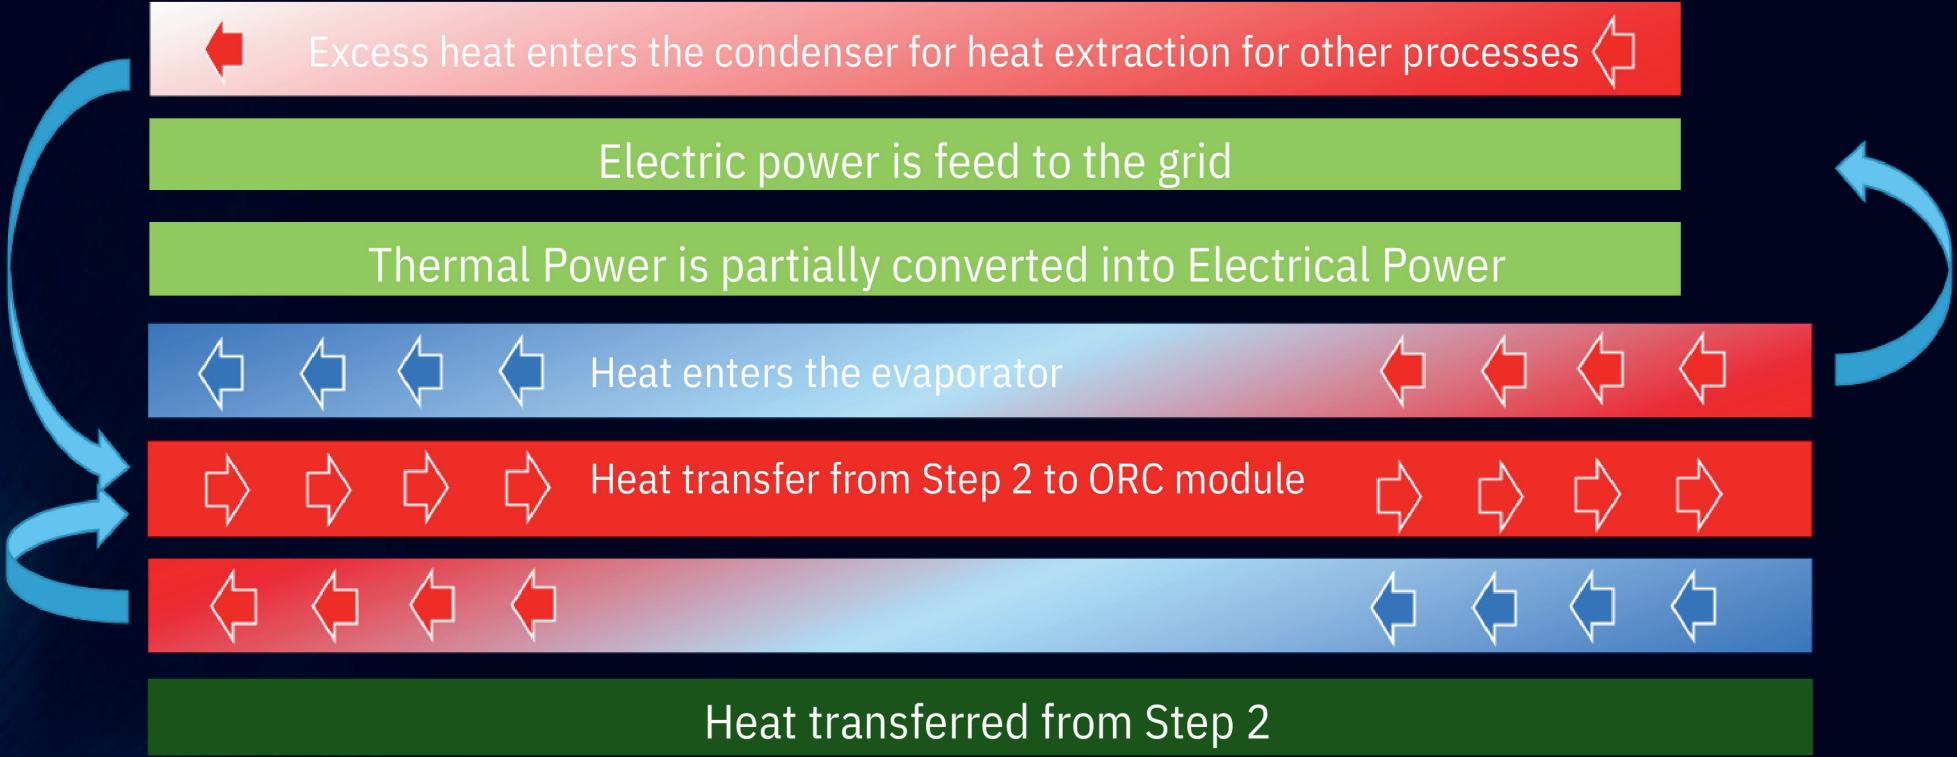 Excess heat enters the condenser for heat extraction for other processes
Electric power is feed to the grid
Thermal Power is partially converted into Electrical Power
Heat enters the evaporator
Heat transfer from Step 2 to ORC module
Heat transferred from Step 2